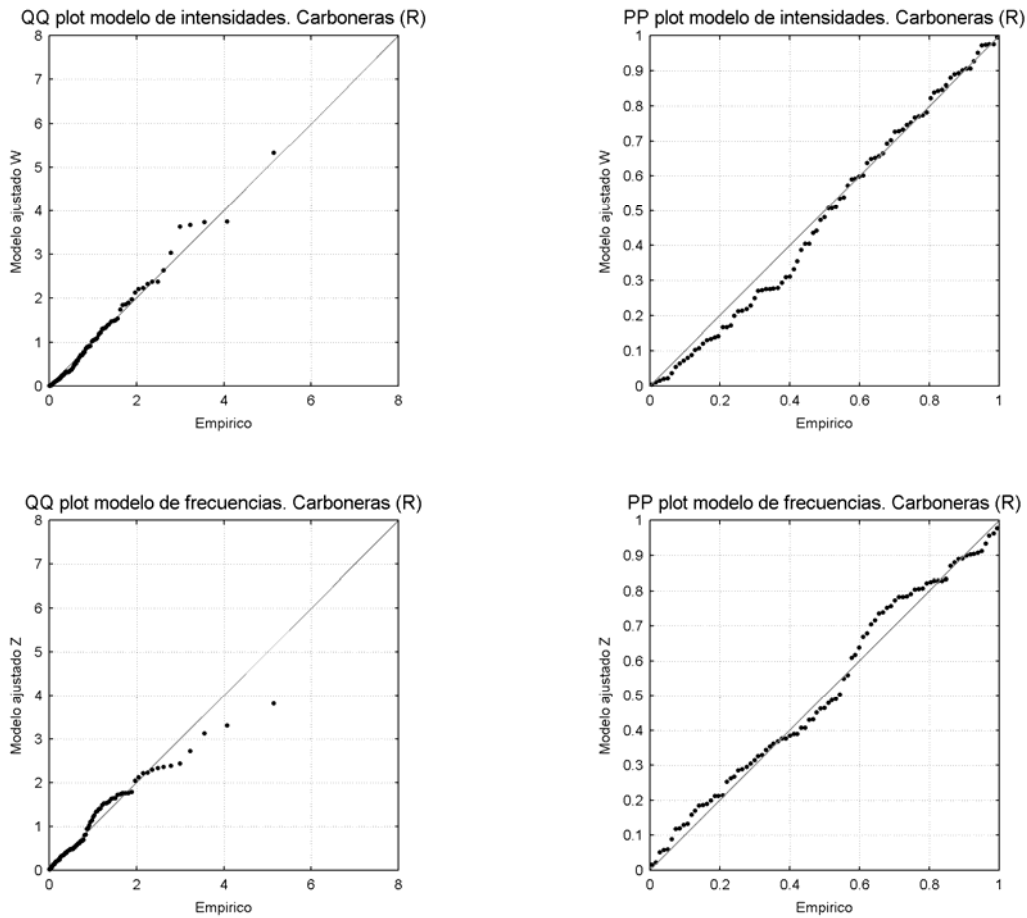 QQ plot modelo de intensidades. Carboneras (R)
8
7
6
5
4
3
2
1
0
0 2 4 6 8
Modelo ajustado W
Empirico
PP plot modelo de intensidades. Carboneras (R)
1
0.9
0.8
0.7
0.6
0.5
0.4
0.3
0.2
0.1
0
0 0.2 0.4 0.6 0.8 1
Modelo ajustado W
Empirico
QQ plot modelo de frecuencias. Carboneras (R)
8
7
6
5
4
3
2
1
0
0 2 4 6 8
Modelo ajustado Z
Empirico
PP plot modelo de frecuencias. Carboneras (R)
1
0.9
0.8
0.7
0.6
0.5
0.4
0.3
0.2
0.1
0
0 0.2 0.4 0.6 0.8 1
Modelo ajustado Z
Empirico